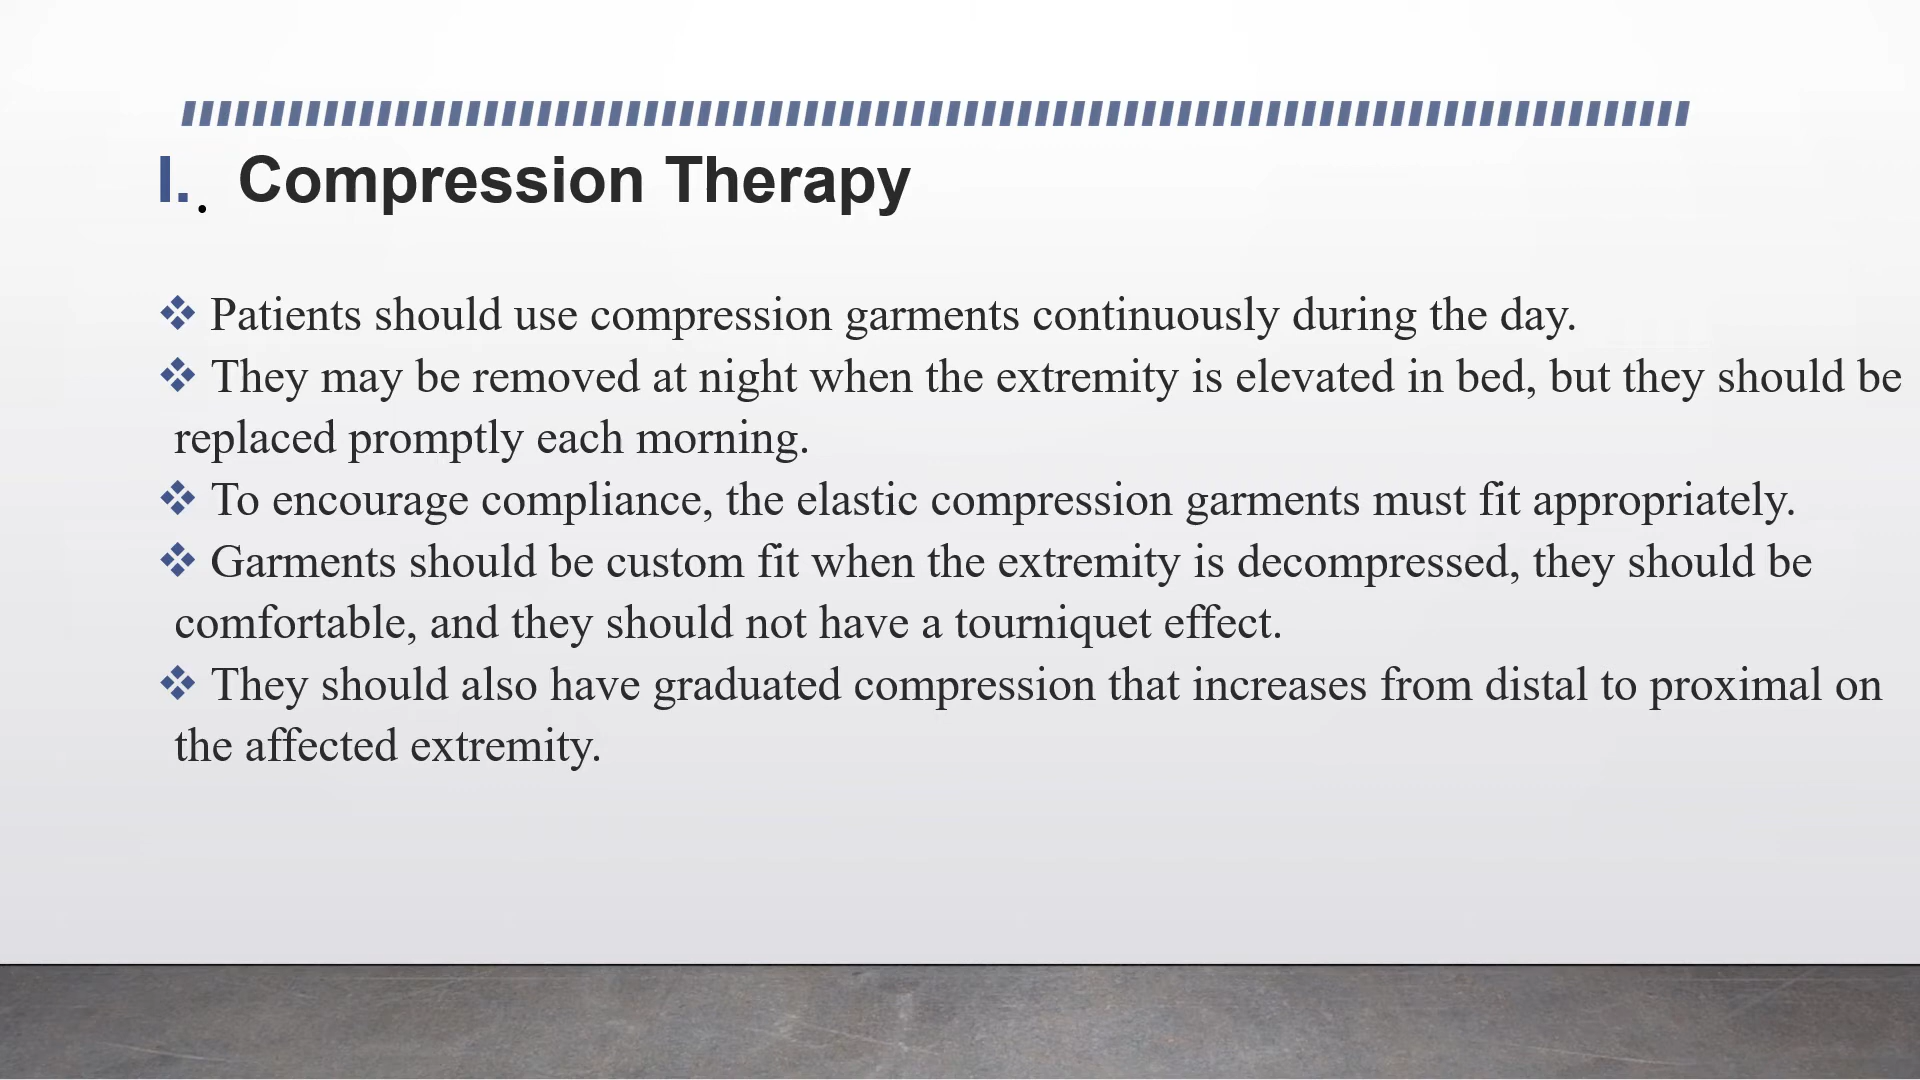 I. Compression Therapy
❖ Patients should use compression garments continuously during the day.
❖ They may be removed at night when the extremity is elevated in bed, but they should be
replaced promptly each morning.
❖ To encourage compliance, the elastic compression garments must fit appropriately.
❖ Garments should be custom fit when the extremity is decompressed, they should be
comfortable, and they should not have a tourniquet effect.
❖ They should also have graduated compression that increases from distal to proximal on
the affected extremity.